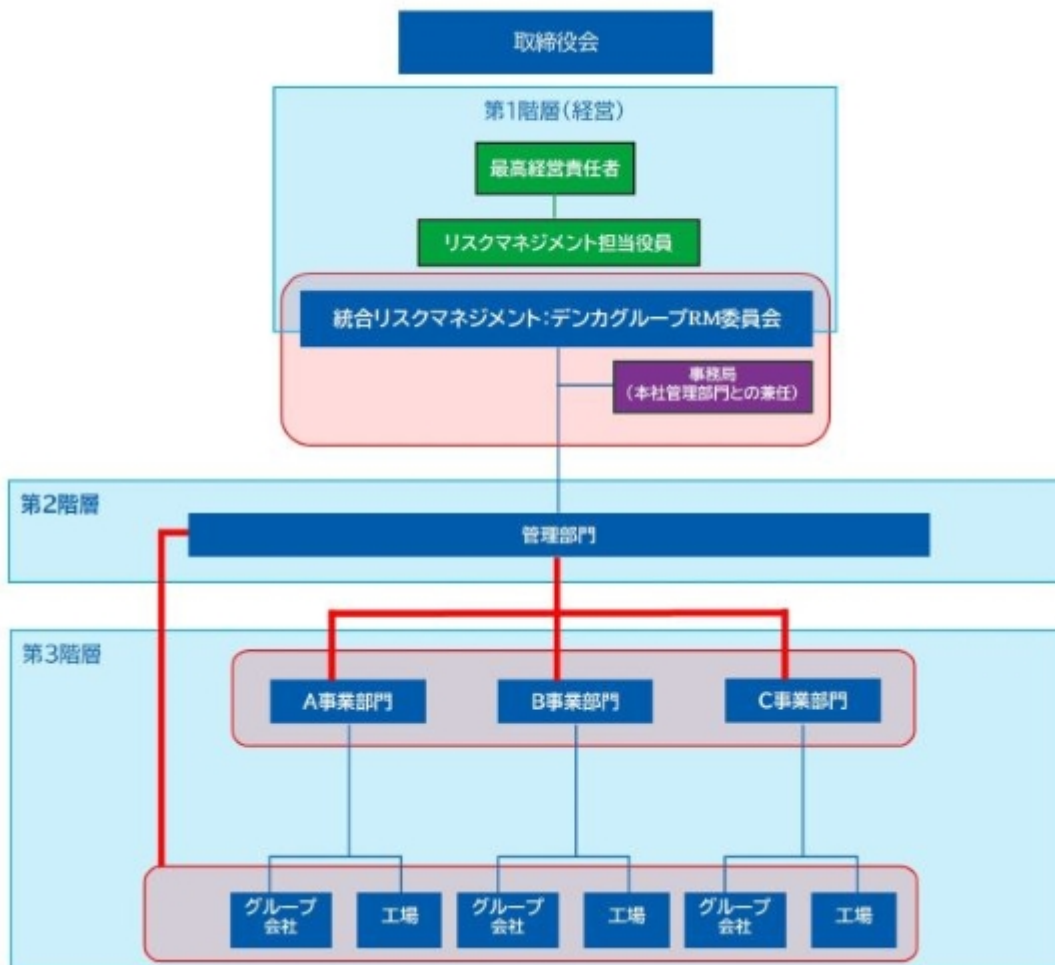 取締役会
第1階層(経営)
最高経営責任者
リスクマネジメント担当役員
統合リスクマネジメント:デンカグループRM委員会
事務局
(本社管理部門との兼任)
第2階層
管理部門
第3階層
A事業部門
B事業部門
C事業部門
グループ
会社
工場
グループ
会社
工場
グループ
会社
工場